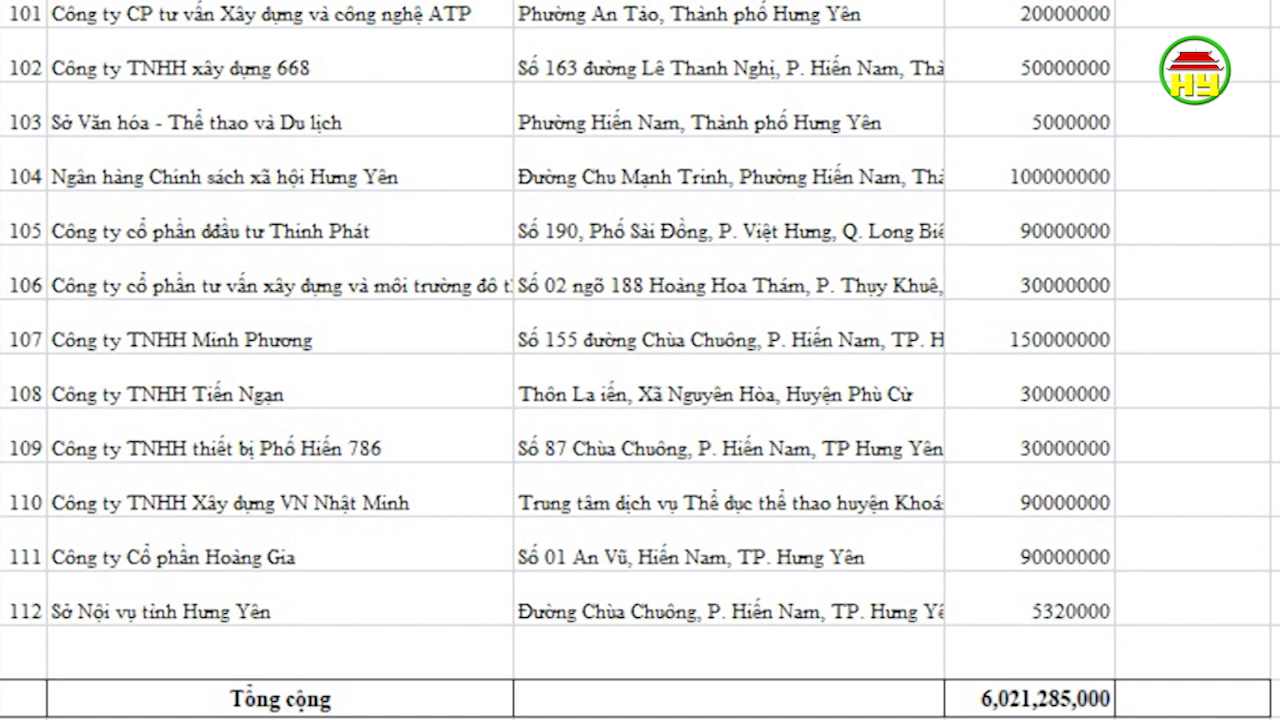 101 Công ty CP tư vấn Xây dựng và công nghệ ATP Phường An Tảo, Thành phố Hưng Yên 20000000
102 Công ty TNHH xây dựng 668 Số 163 đường Lê Thanh Nghị, P. Hiến Nam, Thà 50000000
103 Sở Văn hóa - Thể thao và Du lịch Phường Hiến Nam, Thành phố Hưng Yên 5000000
104 Ngân hàng Chính sách xã hội Hưng Yên Đường Chu Mạnh Trinh, Phường Hiến Nam, Thà 100000000
105 Công ty cổ phần đđầu tư Thinh Phát Số 190, Phố Sài Đồng, P. Việt Hưng, Q. Long Biê 90000000
106 Công ty cổ phần tư vấn xây dựng và môi trường đô t Số 02 ngõ 188 Hoàng Hoa Thám, P. Thụy Khuê, 30000000
107 Công ty TNHH Minh Phương Số 155 đường Chùa Chuông, P. Hiến Nam, TP. H 150000000
108 Công ty TNHH Tiến Ngạn Thôn La iến, Xã Nguyên Hòa, Huyện Phù Cừ 30000000
109 Công ty TNHH thiết bị Phố Hiến 786 Số 87 Chùa Chuông, P. Hiến Nam, TP Hưng Yên 30000000
110 Công ty TNHH Xây dựng VN Nhật Minh Trung tâm dịch vụ Thể dục thể thao huyện Khoá 90000000
111 Công ty Cổ phần Hoàng Gia Số 01 An Vũ, Hiến Nam, TP. Hưng Yên 90000000
112 Sở Nội vụ tỉnh Hưng Yên Đường Chùa Chuông, P. Hiến Nam, TP. Hưng Yê 5320000
Tổng cộng 6,021,285,000
HY